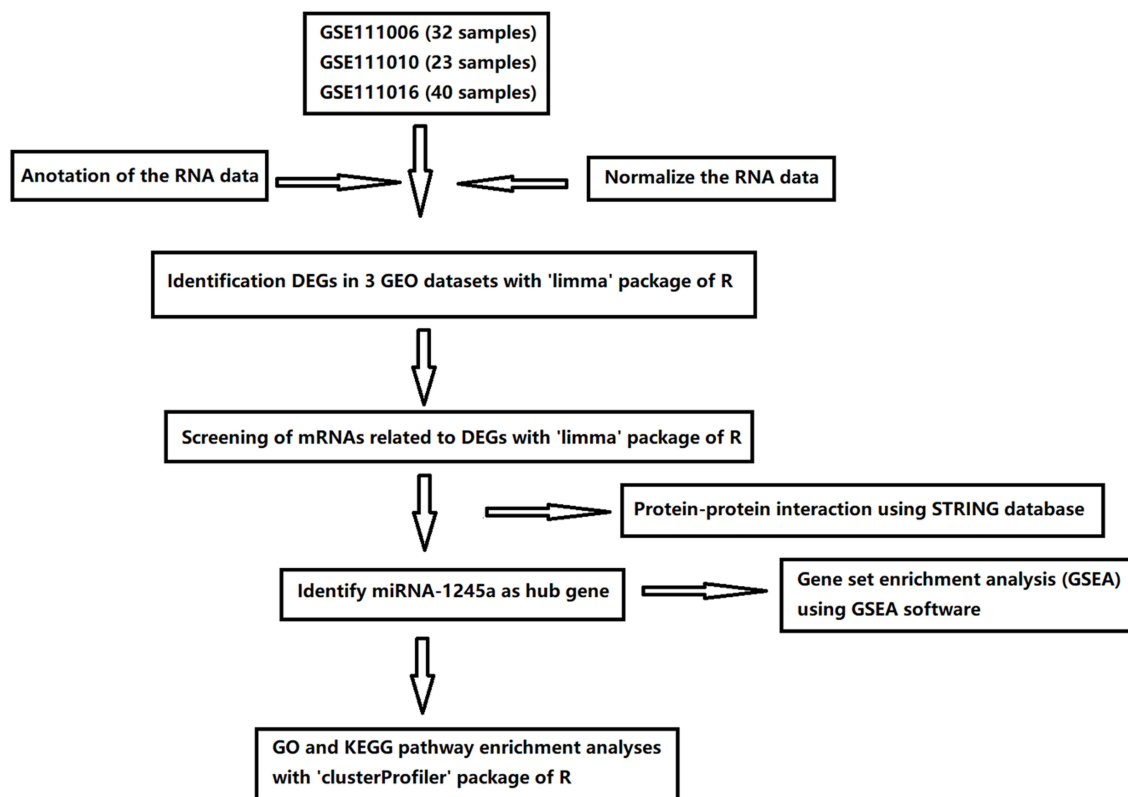 GSE111006 (32 samples)
GSE111010 (23 samples)
GSE111016 (40 samples)
Anotation of the RNA data
Normalize the RNA data
Identification DEGs in 3 GEO datasets with 'limma' package of R
Screening of mRNAs related to DEGs with 'limma' package of R
Protein-protein interaction using STRING database
Identify miRNA-1245a as hub gene
Gene set enrichment analysis (GSEA)
using GSEA software
GO and KEGG pathway enrichment analyses
with 'clusterProfiler' package of R